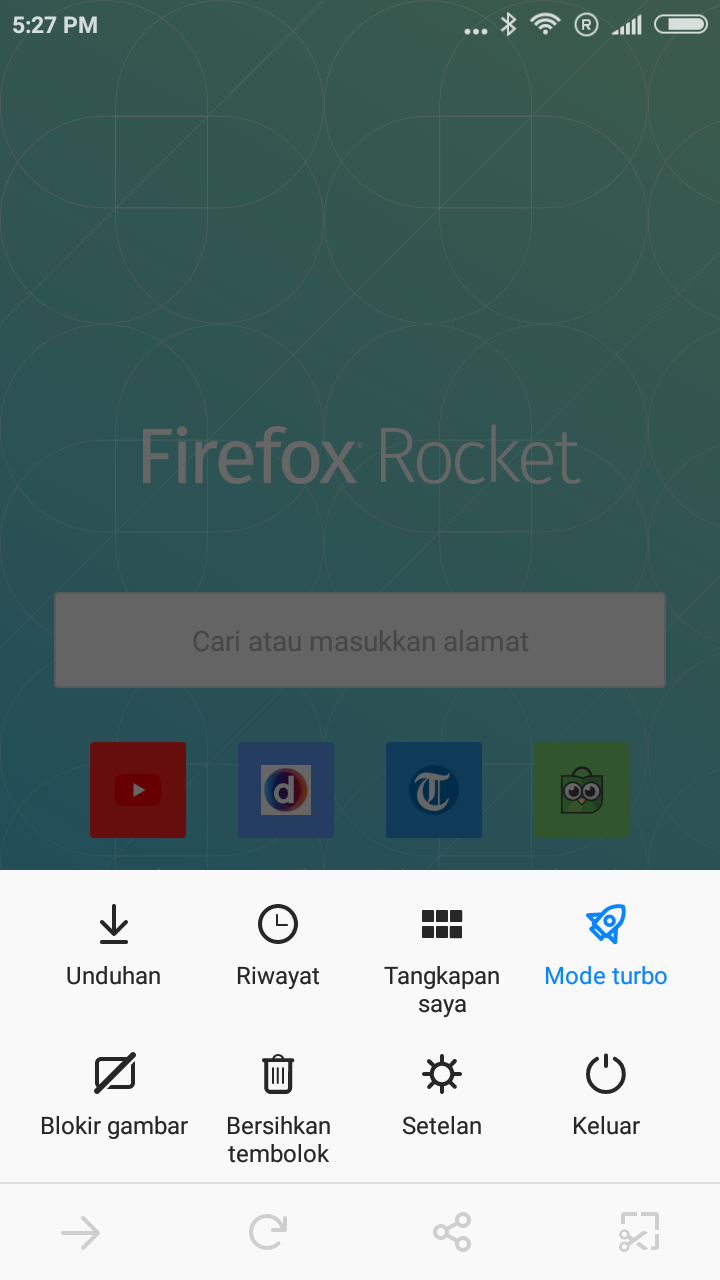 5:27 PM
Firefox Rocket
Cari atau masukkan alamat
Unduhan
Riwayat
Tangkapan
saya
Mode turbo
Blokir gambar
Bersihkan
tembolok
Setelan
Keluar